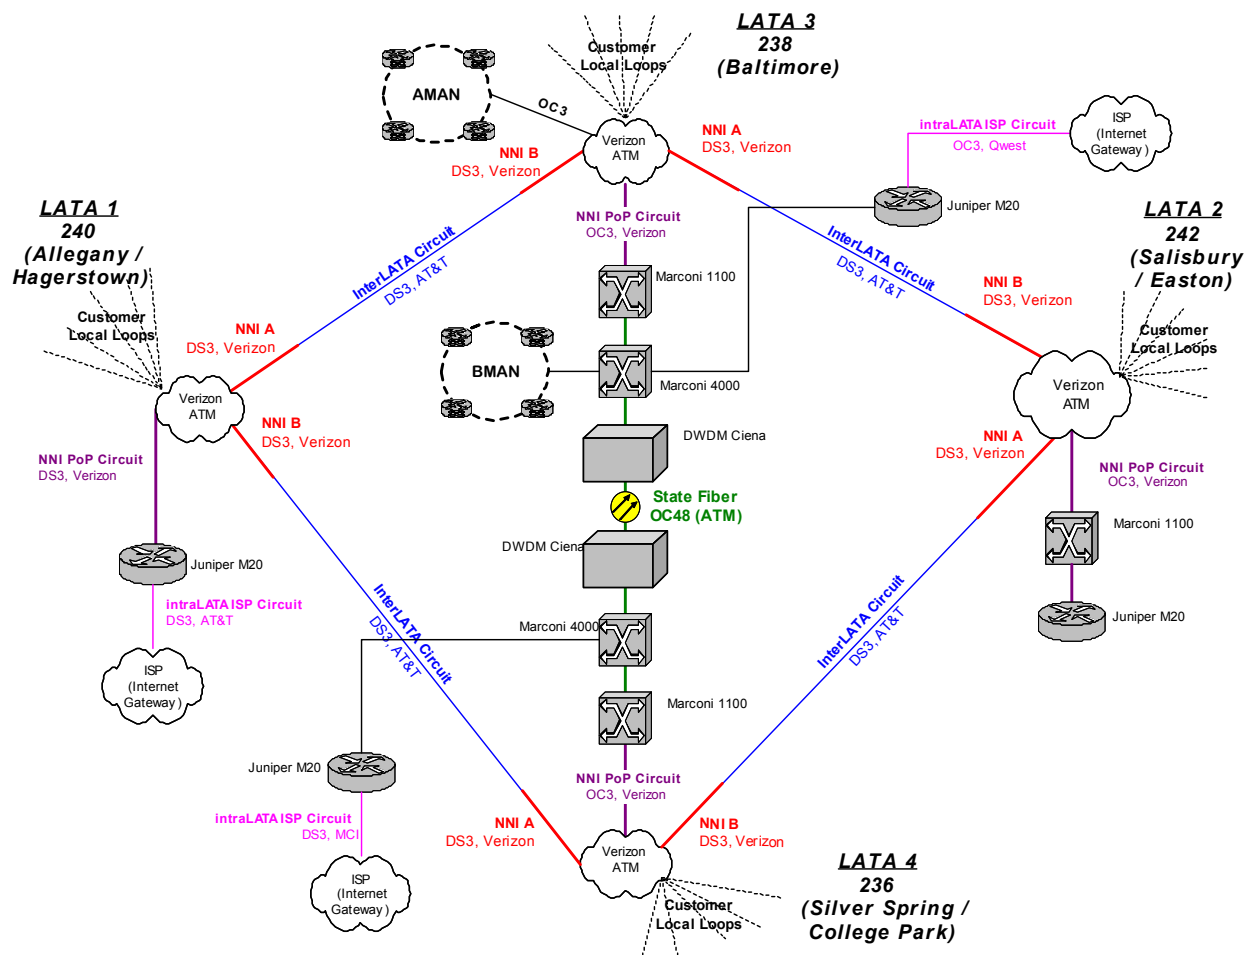 LATA 3
238
(Baltimore)
Customer
Local Loops
AMAN
OC3
Verizon
ATM
NNI A
DS3, Verizon
NNI B
DS3, Verizon
intraLATA ISP Circuit
OC3, Qwest
ISP
(Internet
Gateway)
Juniper M20
LATA 1
240
(Allegany /
Hagerstown)
Customer
Local Loops
LATA 2
242
(Salisbury
/ Easton)
Customer
Local Loops
NNI PoP Circuit
OC3, Verizon
InterLATA Circuit
DS3, AT&T
InterLATA Circuit
DS3, AT&T
Marconi 1100
NNI B
DS3, Verizon
NNI A
DS3, Verizon
BMAN
Marconi 4000
Verizon
ATM
Verizon
ATM
NNI B
DS3, Verizon
DWDM Ciena
NNI A
DS3, Verizon
NNI PoP Circuit
DS3, Verizon
NNI PoP Circuit
OC3, Verizon
State Fiber
OC48 (ATM)
Marconi 1100
DWDM Ciena
Juniper M20
intraLATA ISP Circuit
DS3, AT&T
InterLATA Circuit
DS3, AT&T
InterLATA Circuit
DS3, AT&T
Juniper M20
Marconi 4000
ISP
(Internet
Gateway)
Marconi 1100
Juniper M20
NNI PoP Circuit
OC3, Verizon
intraLATA ISP Circuit
DS3, MCI
NNI A
DS3, Verizon
NNI B
DS3, Verizon
Verizon
ATM
ISP
(Internet
Gateway)
Customer
Local Loops
LATA 4
236
(Silver Spring /
College Park)